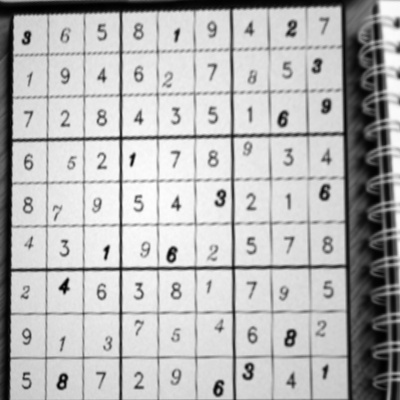 3 6 5 8 1 9 4 2 7
1 9 4 6 2 7 8 5 3
7 2 8 4 3 5 1 6 9
6 5 2 1 7 8 9 3 4
8 7 9 5 4 3 2 1 6
4 3 1 9 6 2 5 7 8
2 4 6 3 8 1 7 9 5
9 1 3 7 5 4 6 8 2
5 8 7 2 9 6 3 4 1